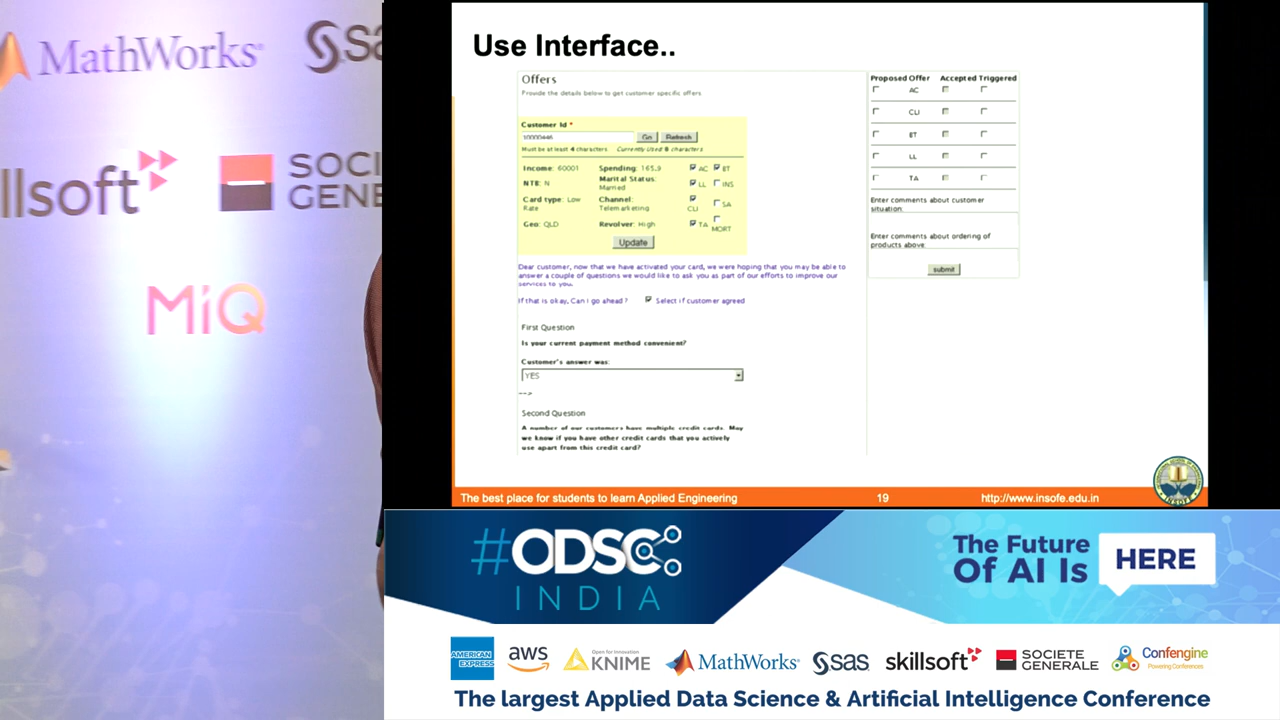 MathWorks®
SSAS
illsoft
SOCI
GENE
MiQ
Use Interface..
Offers
Provide the details below to get customer specific offers
Customer Id *
10000446
Go
Refresh
Must be at least 4 characters Currently Used 8 characters
Income: 60001 Spending: 165.9 AC BT
NTE: N Marital Status: Married LL INS
Card type: Low Rate Channel: Telemarketing CLI SA
Geo: QLD Revolver: High TA MORT
Update
Dear customer, now that we have activated your card, we were hoping that you may be able to
answer a couple of questions we would like to ask you as part of our efforts to improve our
services to you.
If that is okay, Can I go ahead? Select if customer agreed
First Question
Is your current payment method convenient?
Customer's answer was:
YES
-->
Second Question
A number of our customers have multiple credit cards. May
we know if you have other credit cards that you actively
use apart from this credit card?
Proposed Offer Accepted Triggered
AC
CLI
BT
LL
TA
Enter comments about customer
situation:
Enter comments about ordering of
products above
submit
The best place for students to learn Applied Engineering 19 http://www.insofe.edu.in
INSOFE
#ODSC
INDIA
The Future
Of AI Is
HERE
AMERICAN
EXPRESS
aws
Open for Innovation
KNIME
MathWorks®
SSAS
skillsoft
SOCIETE
GENERALE
Confengine
Powering Conferences
The largest Applied Data Science & Artificial Intelligence Conference